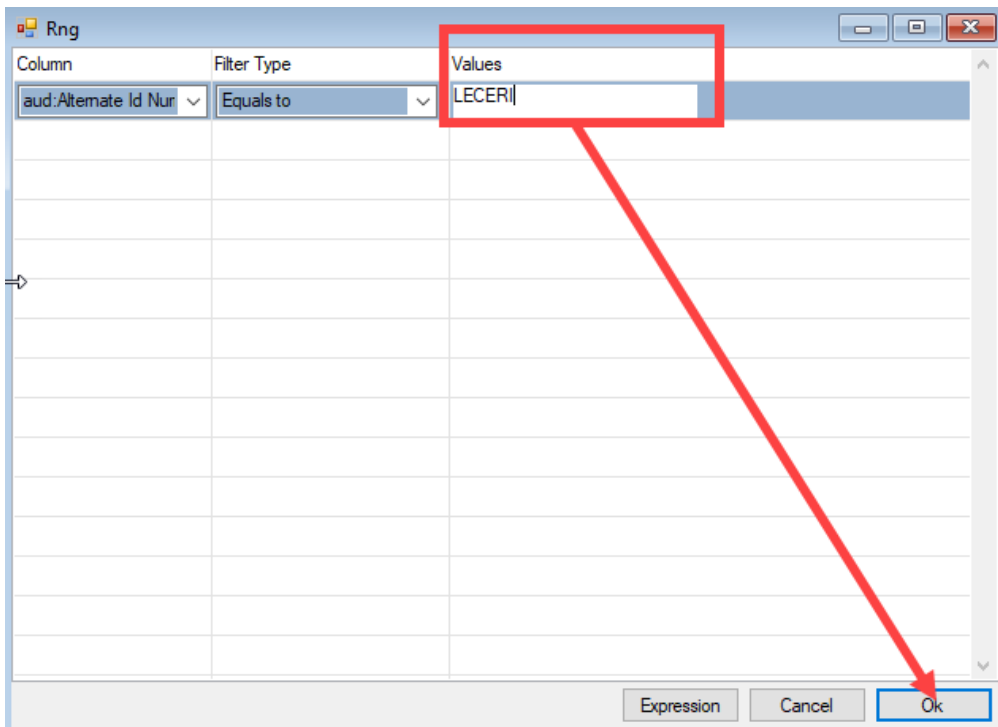 Rng
Column Filter Type Values
aud:Alternate Id Nur Equals to LECERI
Expression Cancel Ok